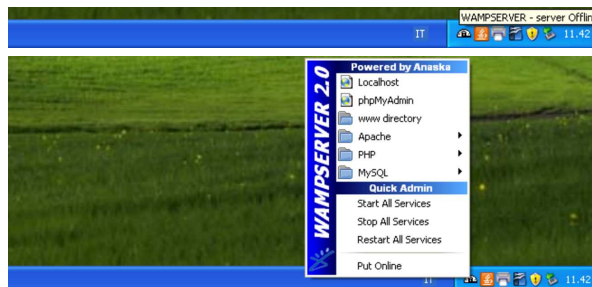 WAMPSERVER - server Offlin
IT 11.42
WAMPSERVER 2.0
Powered by Anaska
Localhost
phpMyAdmin
www directory
Apache
PHP
MySQL
Quick Admin
Start All Services
Stop All Services
Restart All Services
Put Online
IT 11.42